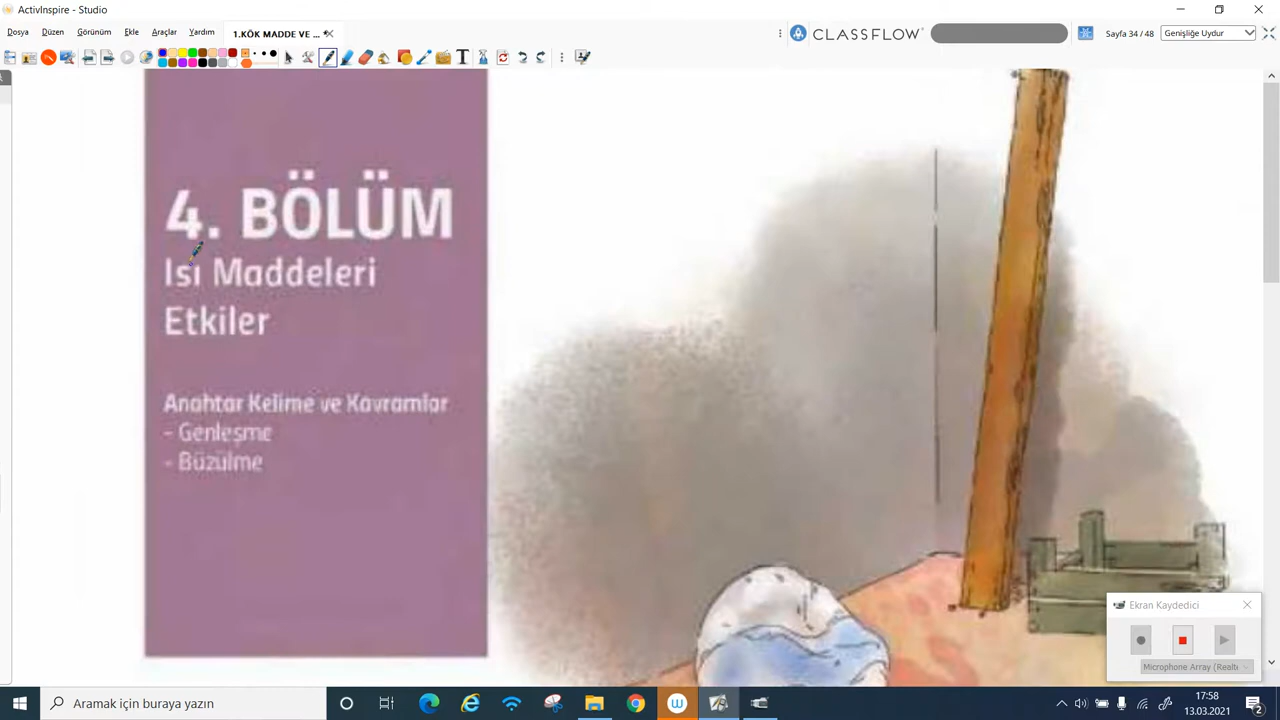 ActivInspire - Studio
Dosya Düzen Görünüm Ekle Araçlar Yardım
1.KÖK MADDE VE ...
CLASSFLOW
Sayfa 34 / 48
Genişliğe Uydur
4. BÖLÜM
Isı Maddeleri
Etkiler
Anahtar Kelime ve Kavramlar
- Genleşme
- Büzülme
Ekran Kaydedici
Microphone Array (Realt
Aramak için buraya yazın
17:58
13.03.2021
2